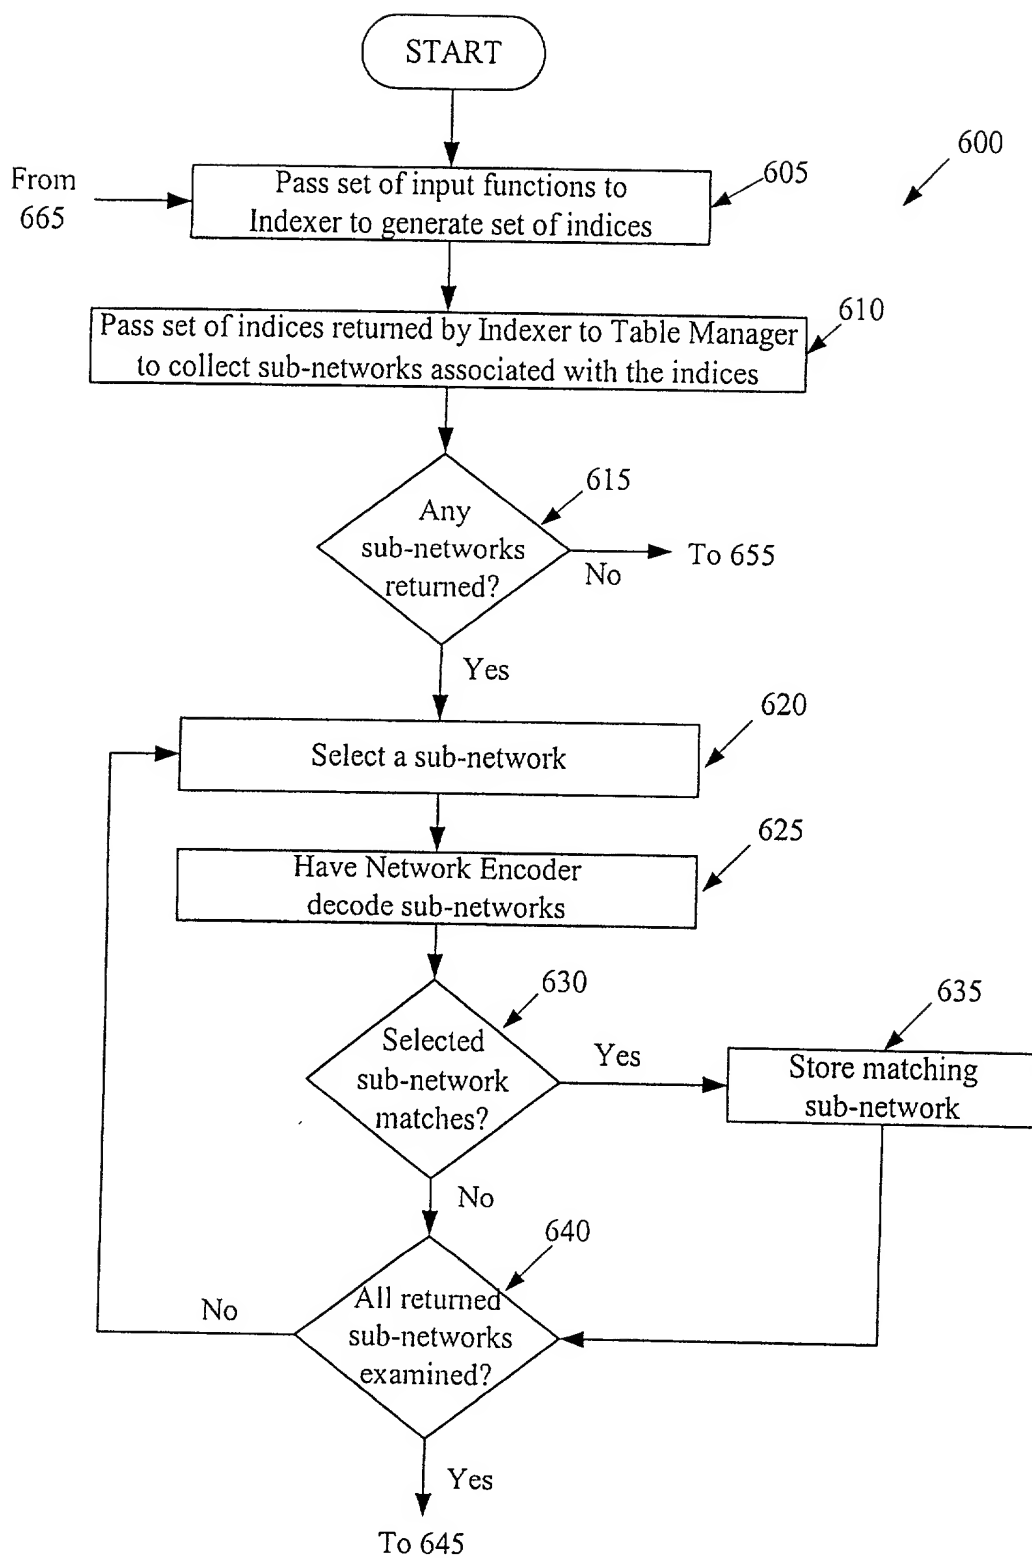 START
600
From
665
Pass set of input functions to
Indexer to generate set of indices
605
Pass set of indices returned by Indexer to Table Manager
to collect sub-networks associated with the indices
610
Any
sub-networks
returned?
615
No
To 655
Yes
Select a sub-network
620
Have Network Encoder
decode sub-networks
625
Selected
sub-network
matches?
630
Yes
Store matching
sub-network
635
No
All returned
sub-networks
examined?
640
No
Yes
To 645